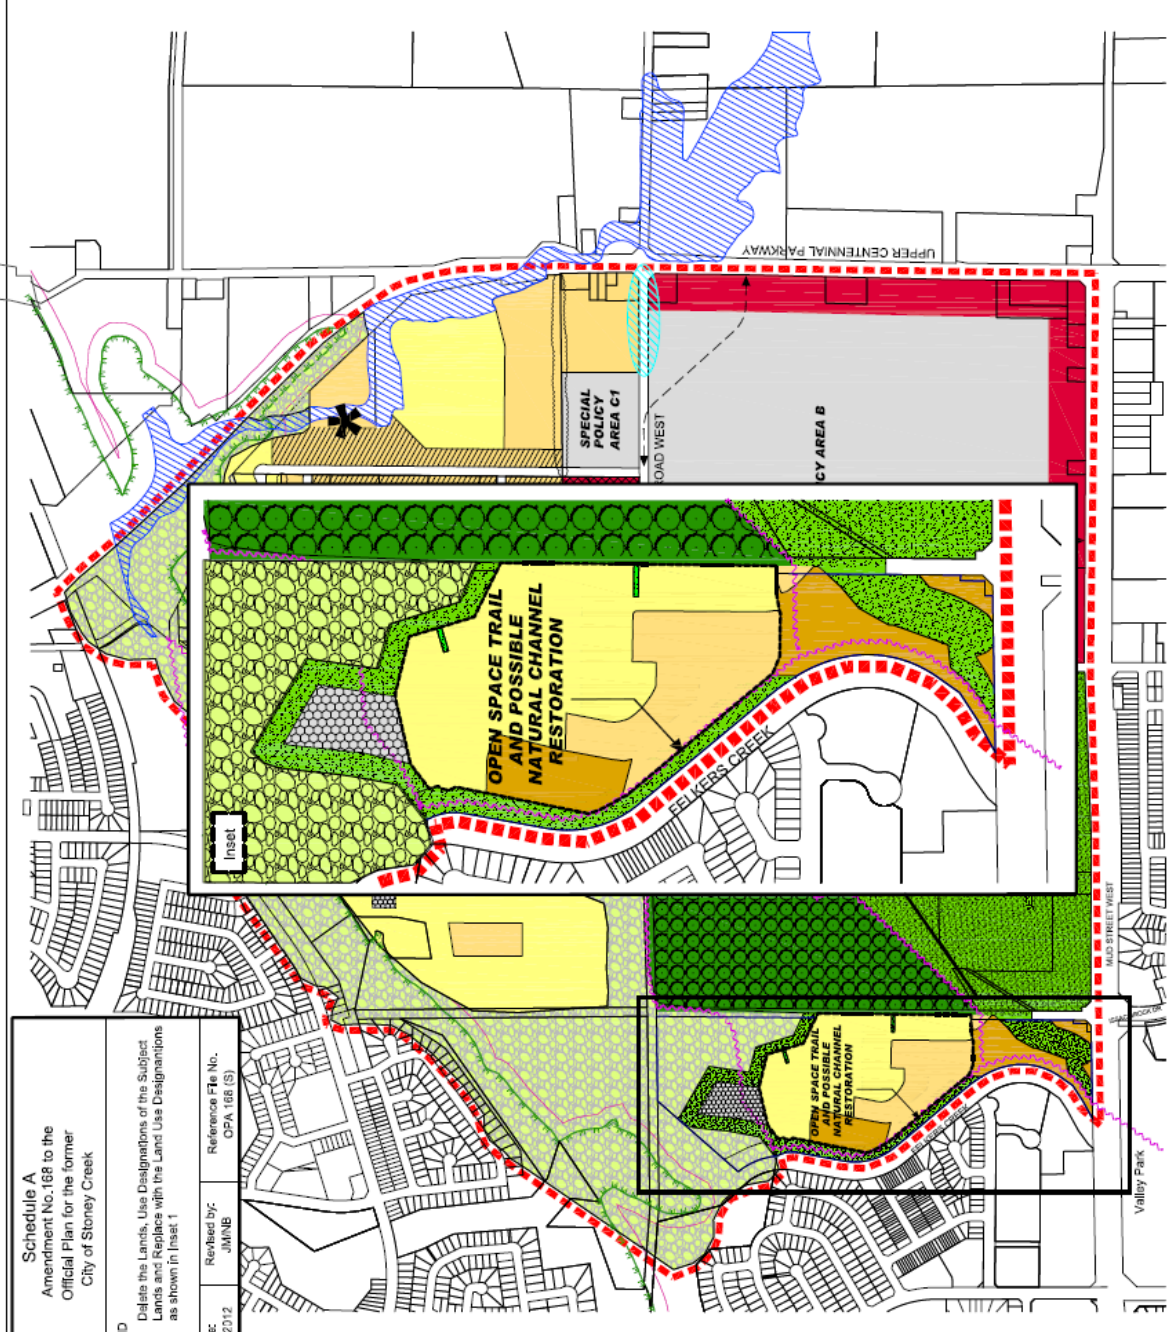 UPPER CENTENNIAL PARKWAY
SPECIAL
POLICY
AREA C1
OAD WEST
CY AREA B
OPEN SPACE TRAIL
AND POSSIBLE
NATURAL CHANNEL
RESTORATION
FELKERS CREEK
Inset
MUD STREET WEST
OPEN SPACE TRAIL
AND POSSIBLE
NATURAL CHANNEL
RESTORATION
FELKERS CREEK
Valley Park
Schedule A
Amendment No.168 to the
Official Plan for the former
City of Stoney Creek
D
Delete the Lands, Use Designations of the Subject
Lands and Replace with the Land Use Designantions
as shown in Inset 1
e:
2012
Revised by:
JM/NB
Reference File No.
OPA 168 (S)